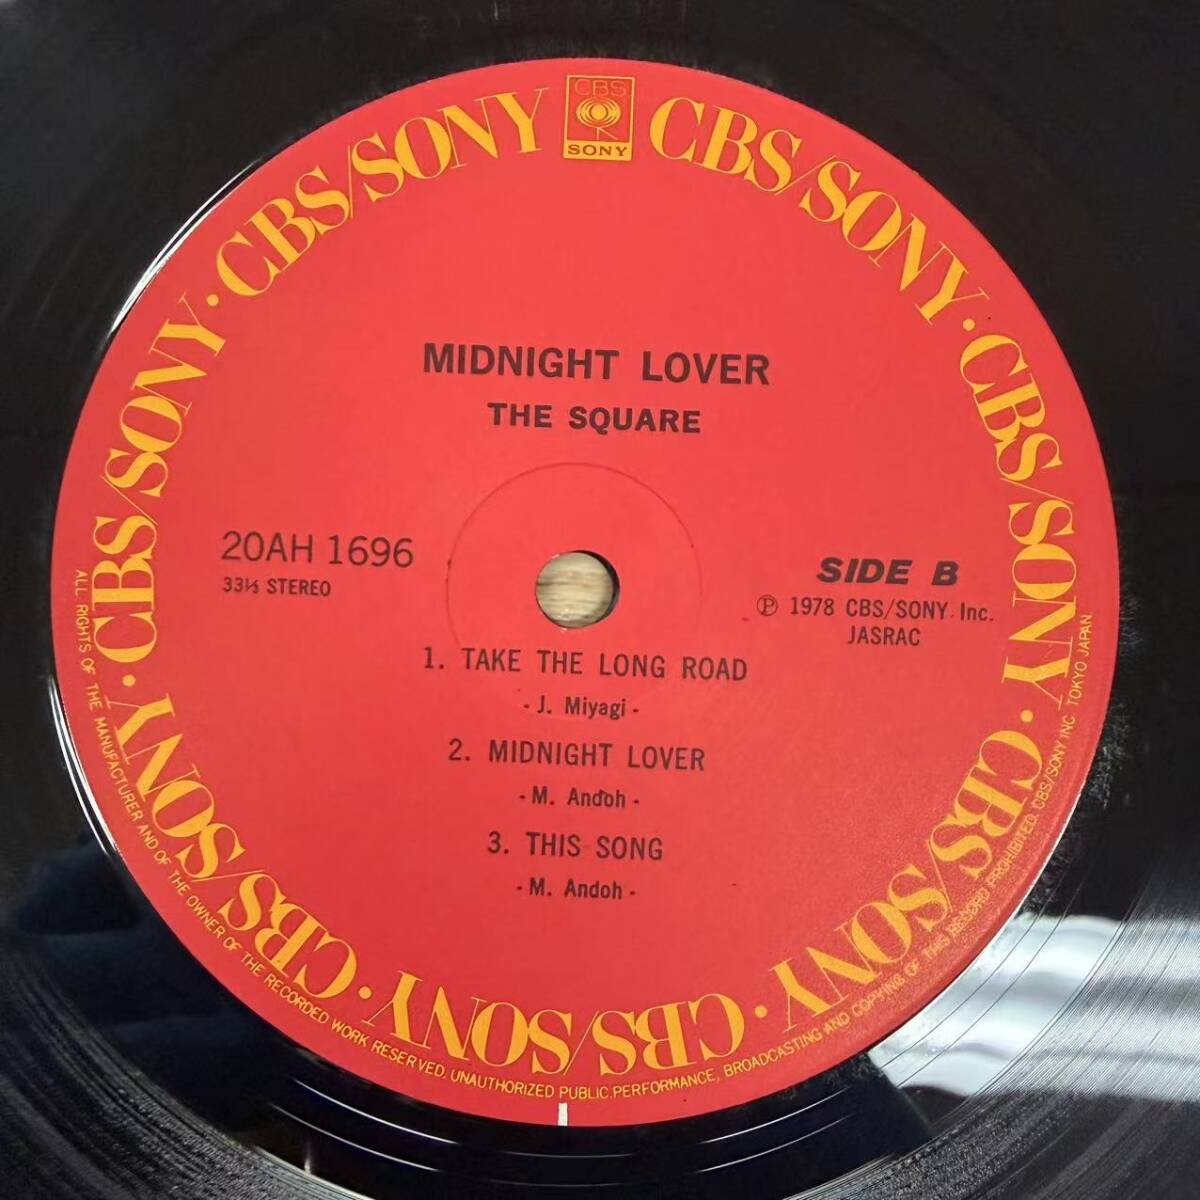 CBS
SONY
CBS/SONY · CBS/SONY · CBS/SONY · CBS/SONY · CBS/SONY · CBS/SONY · CBS/SONY · CBS/SONY · CBS/SONY
MIDNIGHT LOVER
THE SQUARE
20AH 1696
33⅓ STEREO
SIDE B
Ⓟ 1978 CBS/SONY Inc.
JASRAC
1. TAKE THE LONG ROAD
- J. Miyagi -
2. MIDNIGHT LOVER
- M. Andoh -
3. THIS SONG
- M. Andoh -
ALL RIGHTS OF THE MANUFACTURER AND OF THE OWNER OF THE RECORDED WORK RESERVED. UNAUTHORIZED PUBLIC PERFORMANCE, BROADCASTING AND COPYING OF THIS RECORD PROHIBITED. CBS/SONY INC. TOKYO JAPAN.